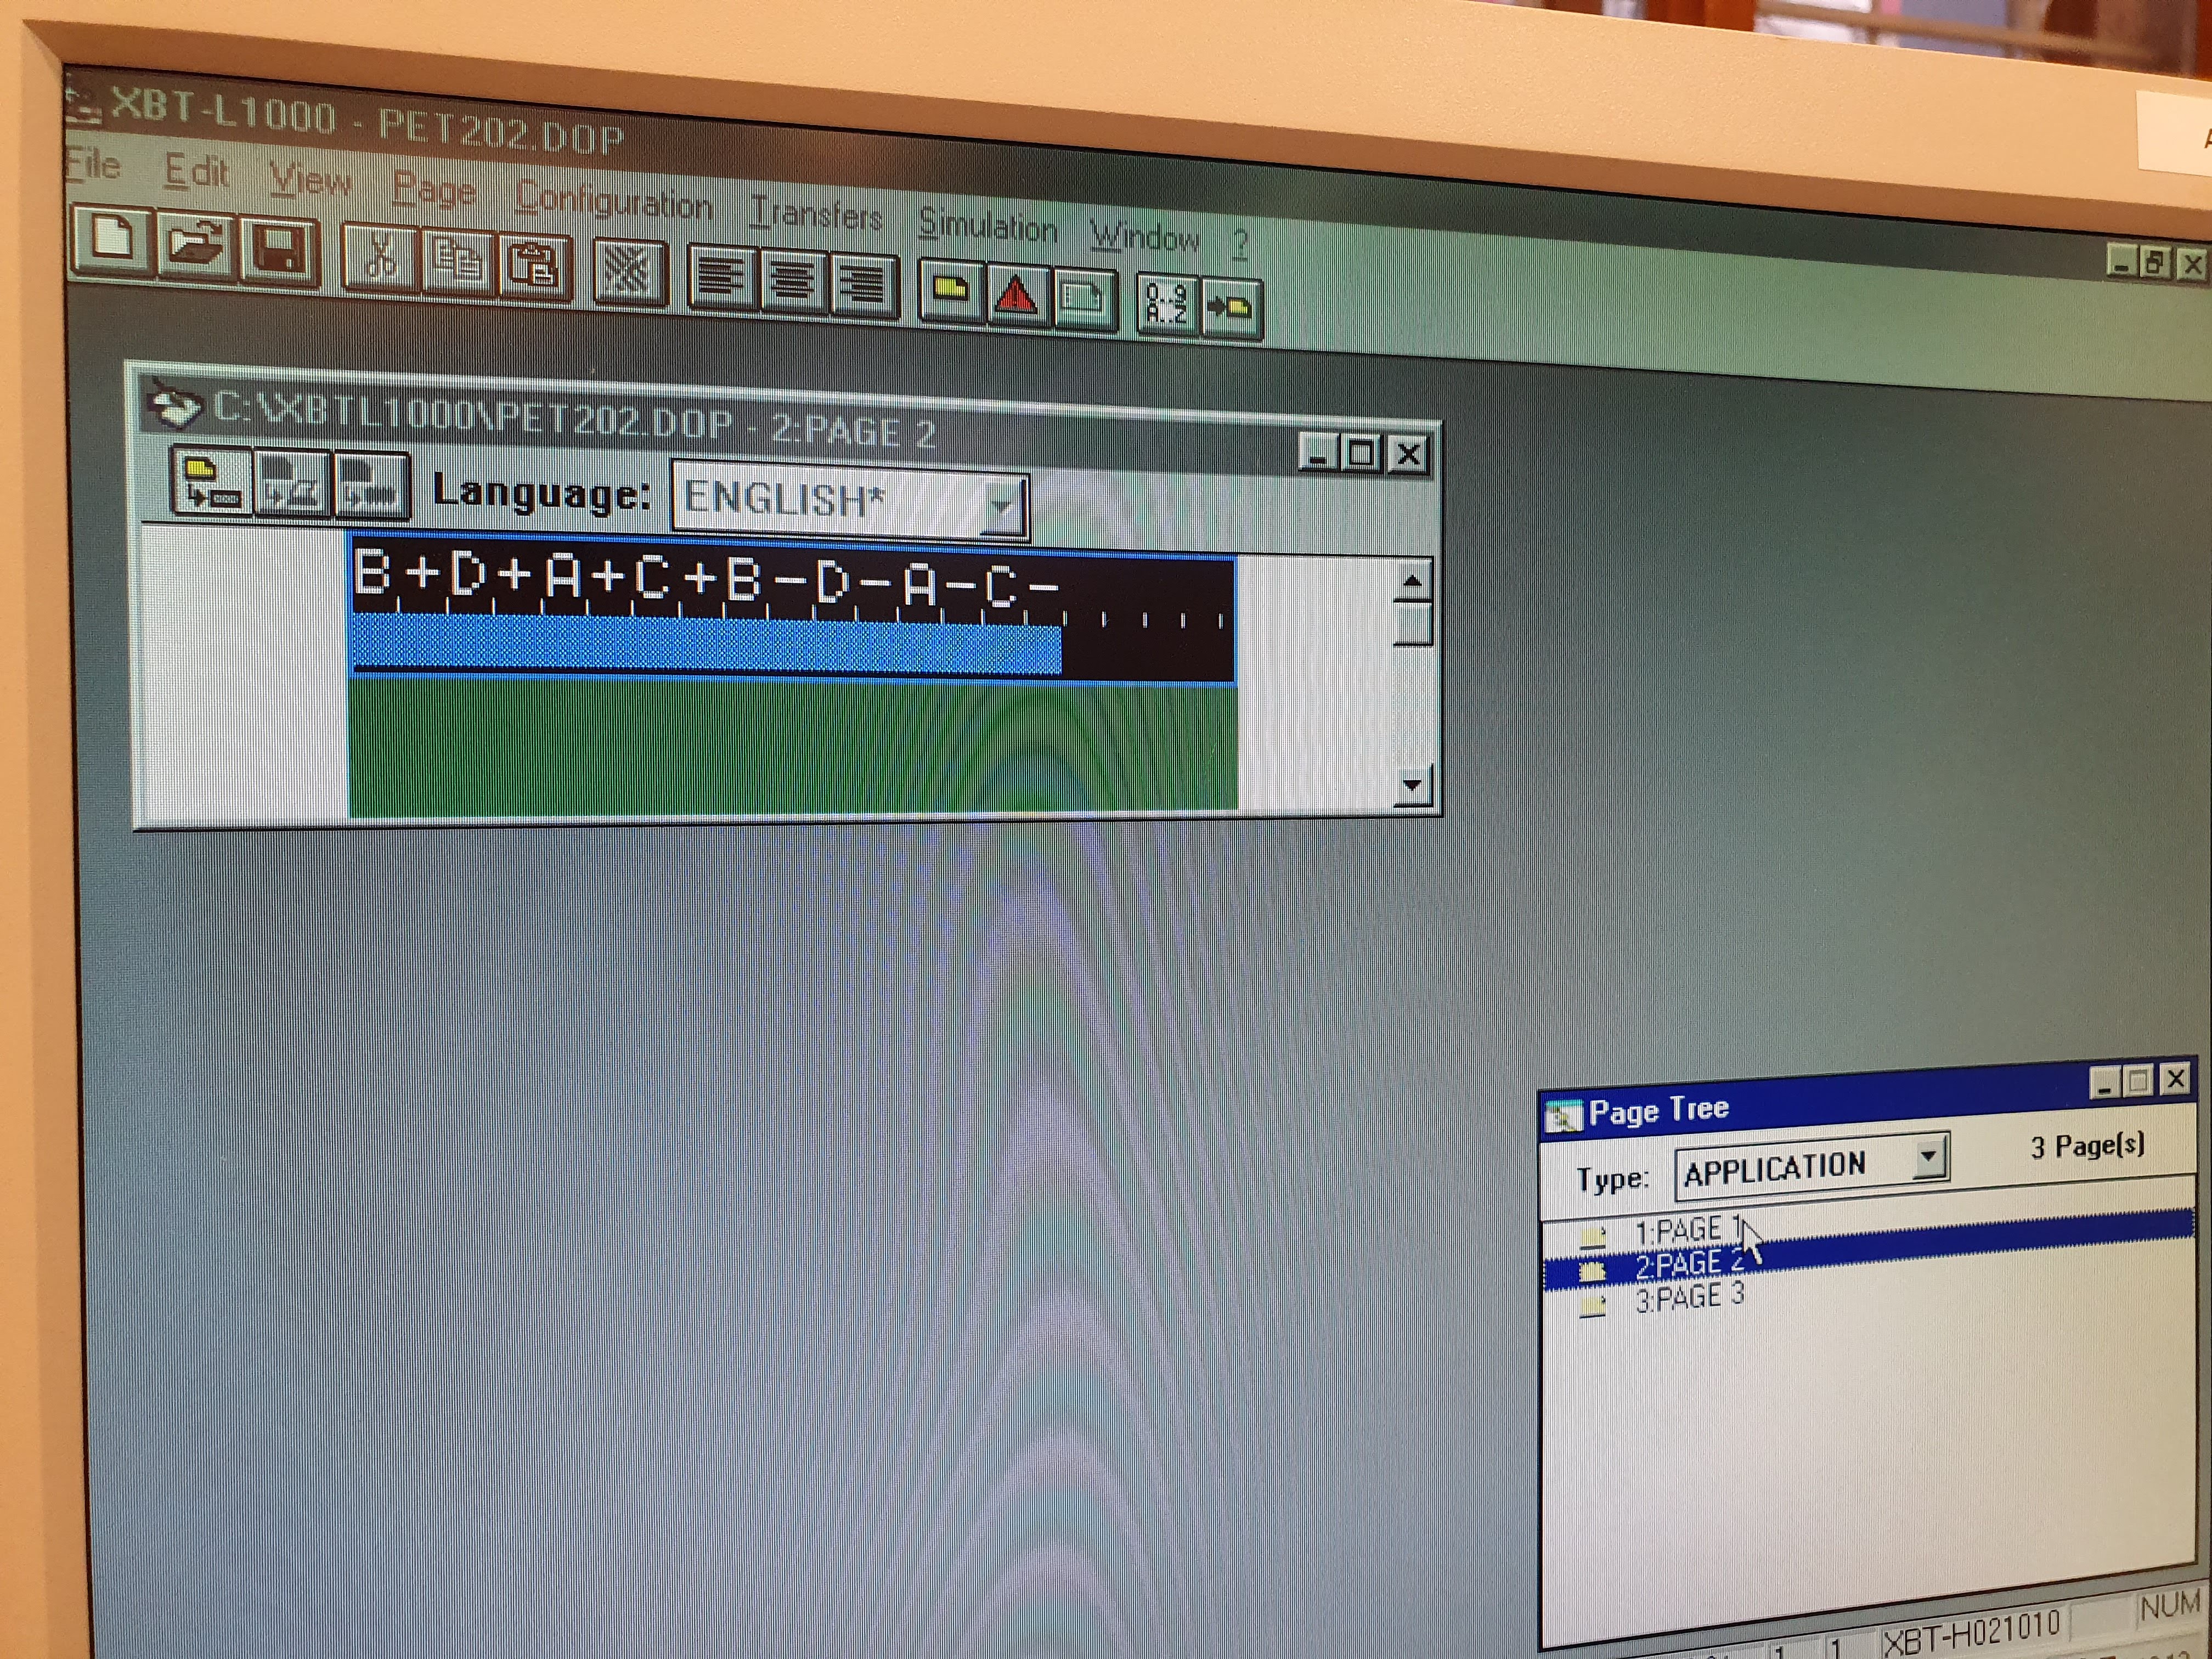 XBT-L1000 - PET202.DOP
File Edit View Page Configuration Transfers Simulation Window ?
0..9
A..Z
C:\XBTL1000\PET202.DOP - 2:PAGE 2
Language: ENGLISH*
B+D+A+C+B-D-A-C-
Page Tree
Type: APPLICATION 3 Page(s)
1:PAGE 1
2:PAGE 2
3:PAGE 3
1 1 XBT-H021010 NUM